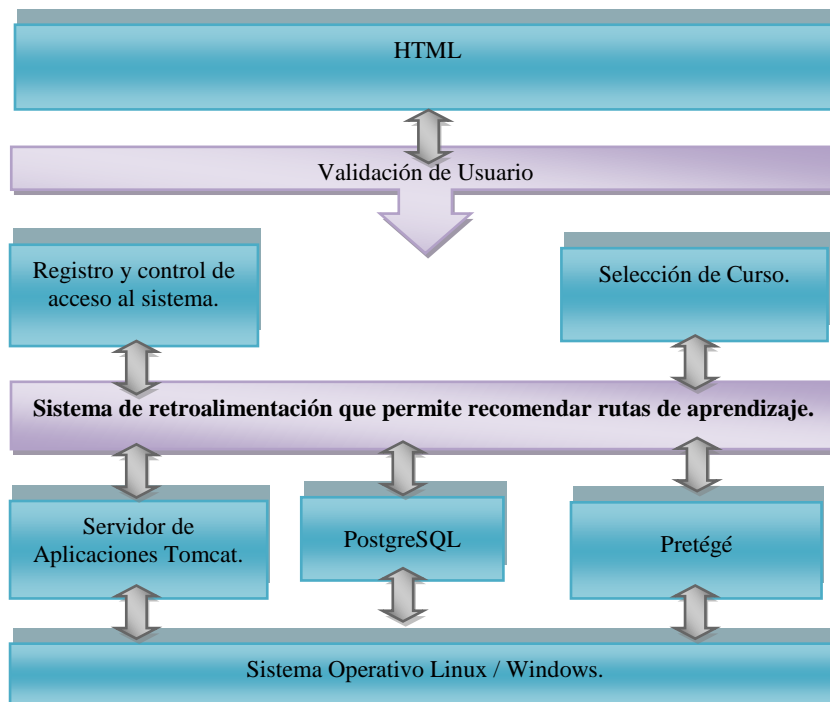 HTML
Validación de Usuario
Registro y control de
acceso al sistema.
Selección de Curso.
Sistema de retroalimentación que permite recomendar rutas de aprendizaje.
Servidor de
Aplicaciones Tomcat.
PostgreSQL
Pretégé
Sistema Operativo Linux / Windows.